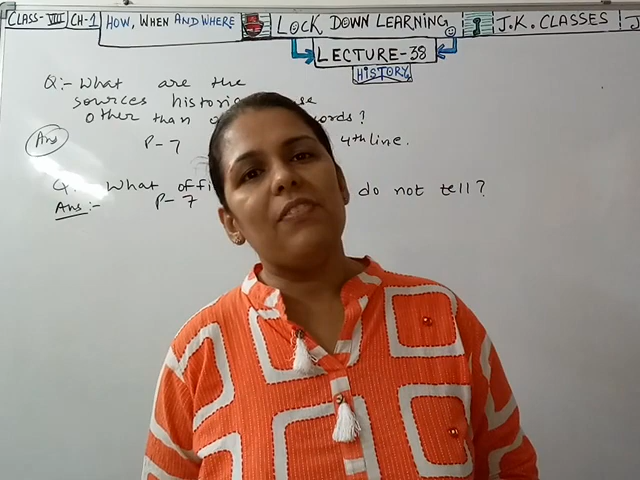 CLASS-VIII CH-1 HOW, WHEN AND WHERE LOCK DOWN LEARNING J.K. CLASSES
LECTURE-38
HISTORY
Q:- What are the
sources use
other than
Ans P-7 4th line.
Q. What do not tell?
Ans:- P-7